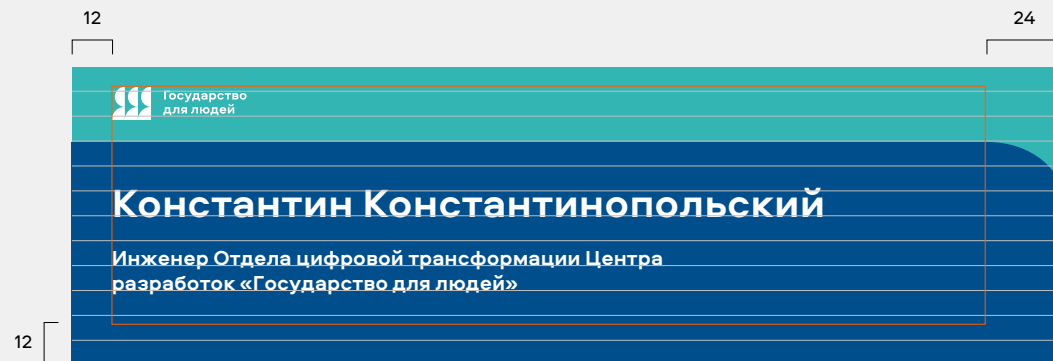 12
24
Государство
для людей
Константин Константинопольский
Инженер Отдела цифровой трансформации Центра
разработок «Государство для людей»
12